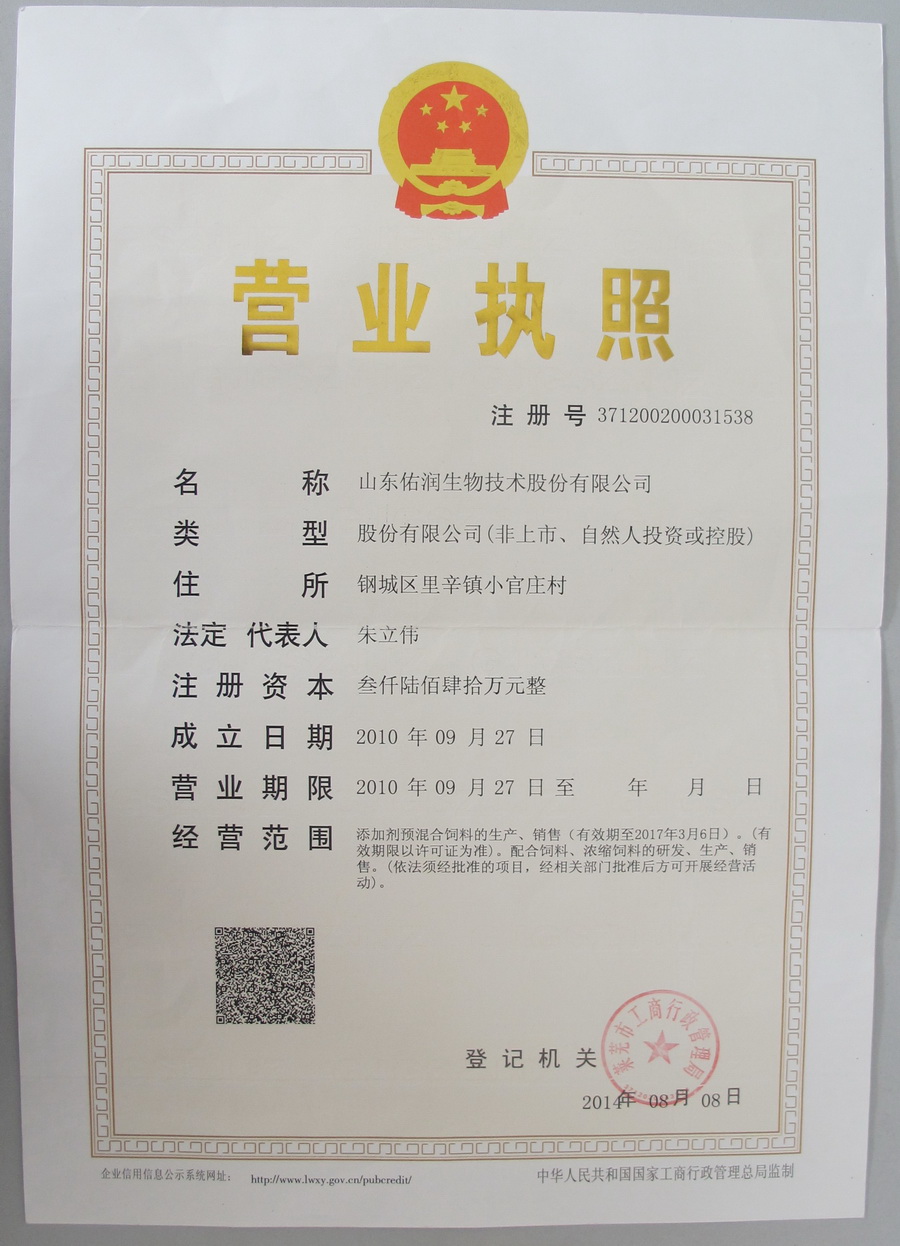 营业执照
注册号 371200200031538
名称 山东佑润生物技术股份有限公司
类型 股份有限公司(非上市、自然人投资或控股)
住所 钢城区里辛镇小官庄村
法定代表人 朱立伟
注册资本 叁仟陆佰肆拾万元整
成立日期 2010 年 09 月 27 日
营业期限 2010 年 09 月 27 日 至 年 月 日
经营范围 添加剂预混合饲料的生产、销售（有效期至2017年3月6日）。(有
效期限以许可证为准)。配合饲料、浓缩饲料的研发、生产、销
售。(依法须经批准的项目，经相关部门批准后方可开展经营活
动)。
莱芜市工商行政管理局
登记机关
2014年 08月 08日
企业信用信息公示系统网址： http://www.lwxy.gov.cn/pubcredit/ 中华人民共和国国家工商行政管理总局监制